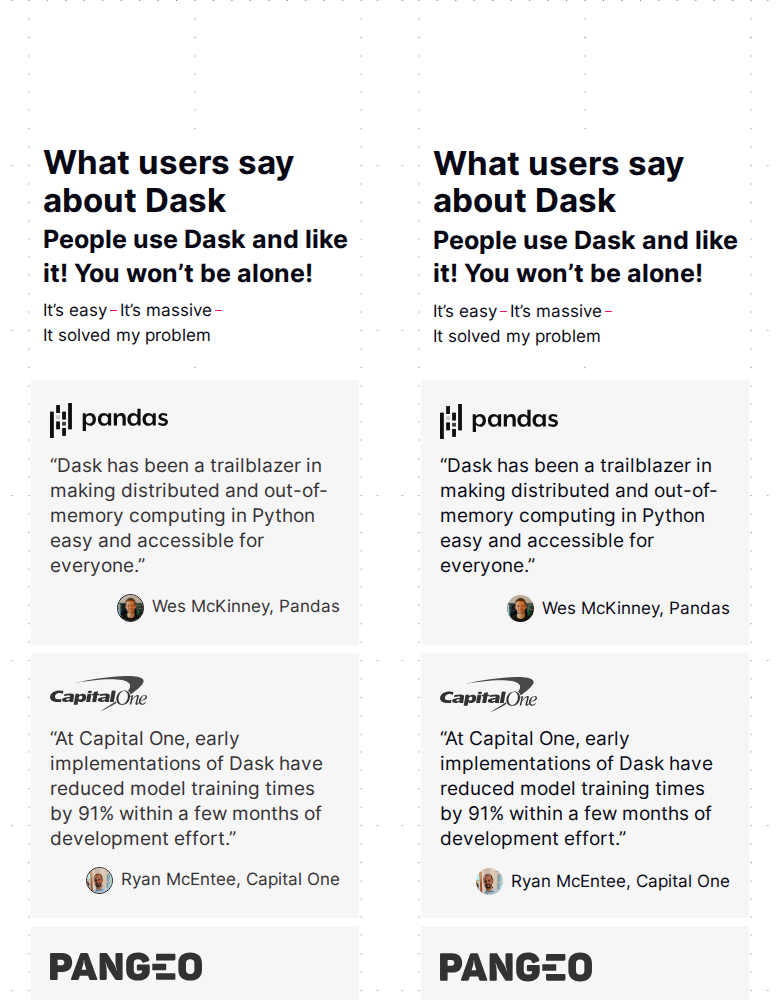 What users say
about Dask
People use Dask and like
it! You won’t be alone!
It’s easy – It’s massive –
It solved my problem
pandas
“Dask has been a trailblazer in
making distributed and out-of-
memory computing in Python
easy and accessible for
everyone.”
Wes McKinney, Pandas
CapitalOne
“At Capital One, early
implementations of Dask have
reduced model training times
by 91% within a few months of
development effort.”
Ryan McEntee, Capital One
PANGEO
What users say
about Dask
People use Dask and like
it! You won’t be alone!
It’s easy – It’s massive –
It solved my problem
pandas
“Dask has been a trailblazer in
making distributed and out-of-
memory computing in Python
easy and accessible for
everyone.”
Wes McKinney, Pandas
CapitalOne
“At Capital One, early
implementations of Dask have
reduced model training times
by 91% within a few months of
development effort.”
Ryan McEntee, Capital One
PANGEO